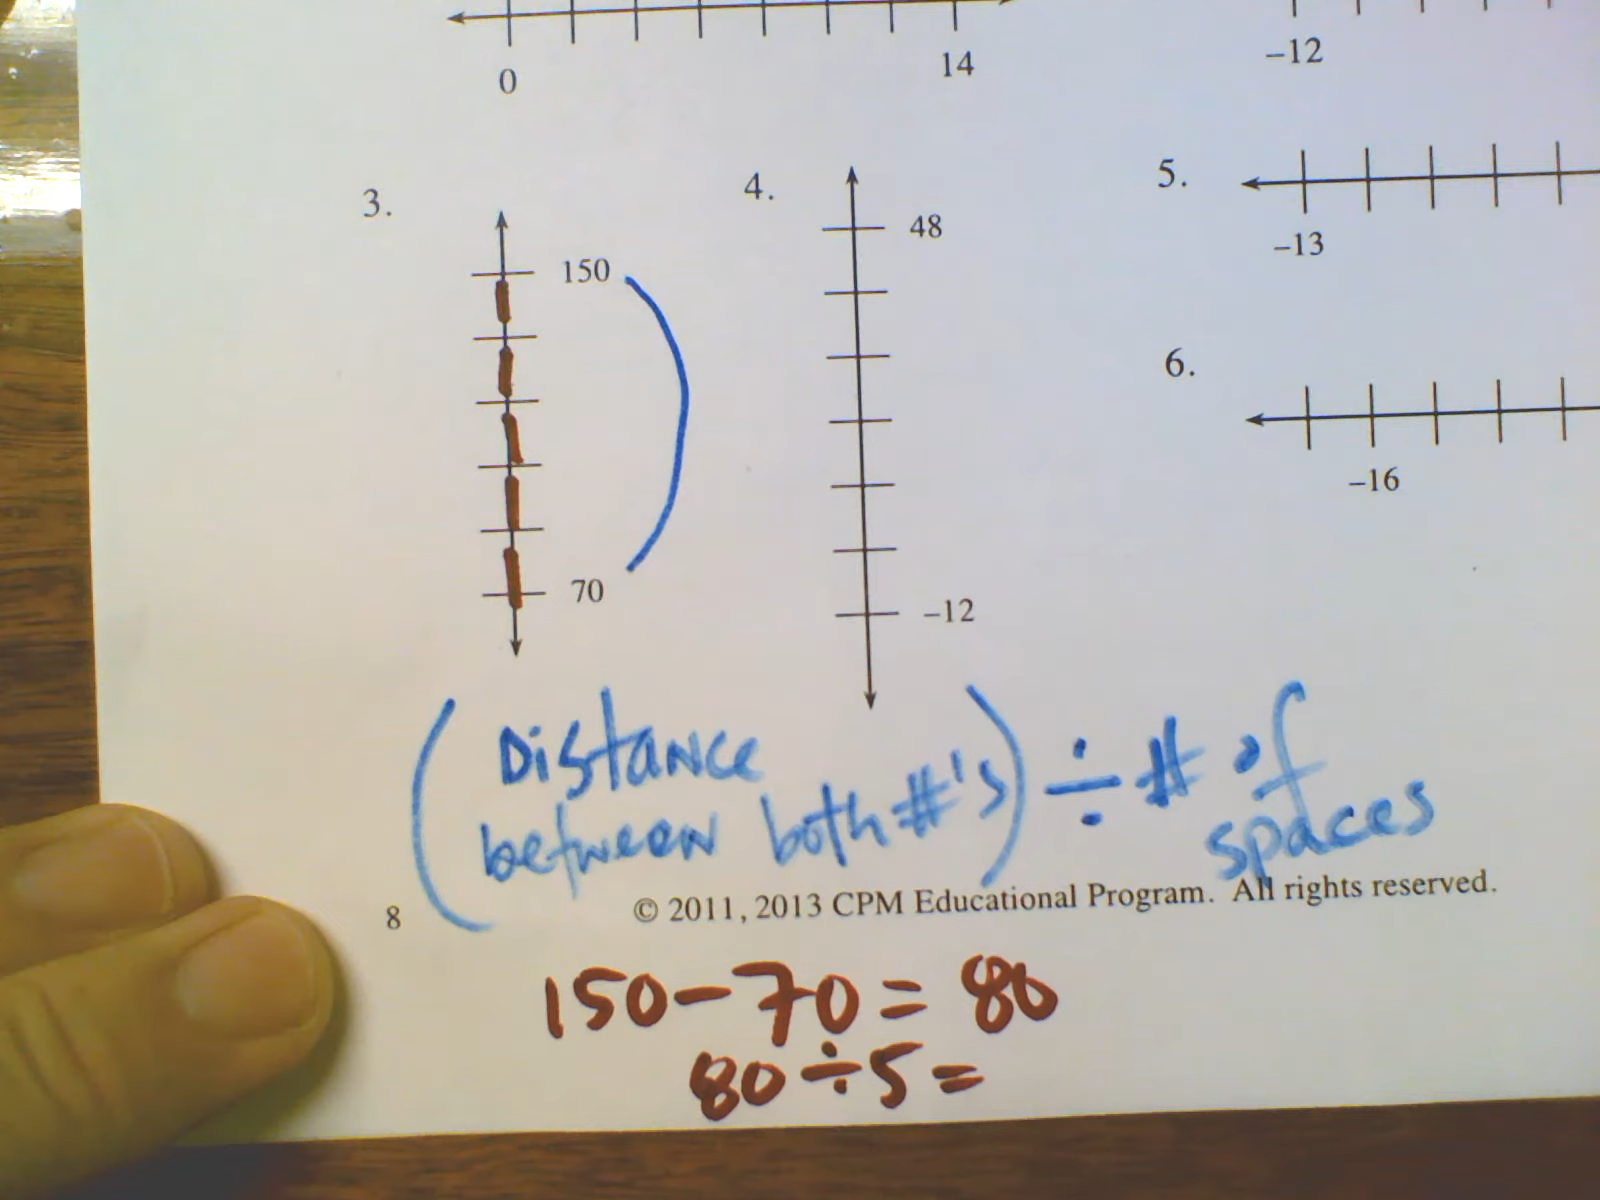 0 14 -12
3. 4. 5.
150 48 -13
6.
-16
70 -12
(Distance
between both #'s) ÷ # of
spaces
8 © 2011, 2013 CPM Educational Program. All rights reserved.
150-70=80
80÷5=